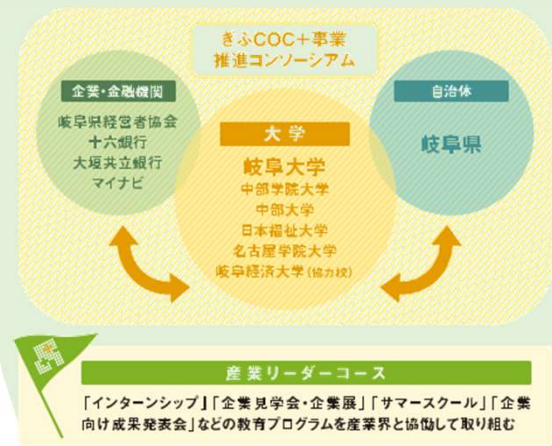 ぎふCOC+事業
推進コンソーシアム
企業・金融機関
岐阜県経営者協会
十六銀行
大垣共立銀行
マイナビ
大学
岐阜大学
中部学院大学
中部大学
日本福祉大学
名古屋学院大学
岐阜経済大学(協力校)
自治体
岐阜県
産業リーダーコース
「インターンシップ」「企業見学会・企業展」「サマースクール」「企業
向け成果発表会」などの教育プログラムを産業界と協働して取り組む